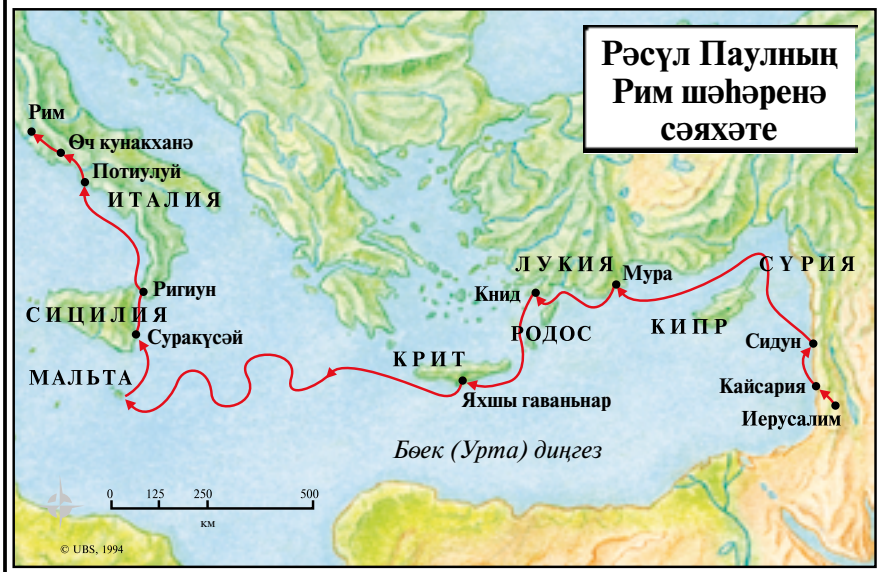 Рәсүл Паулның
Рим шәһәренә
сәяхәте
Рим
Өч кунакханә
Потиулуй
ИТАЛИЯ
ЛУКИЯ
СҮРИЯ
Мура
Ригиун
Книд
СИЦИЛИЯ
КИПР
РОДОС
Суракүсәй
Сидун
КРИТ
МАЛЬТА
Кайсария
Яхшы гаваньнар
Иерусалим
Бөек (Урта) диңгез
0 125 250 500
км
© UBS, 1994